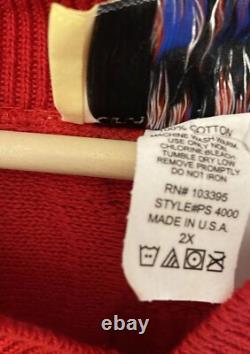 100% COTTON
MACHINE WASH WARM
USE ONLY NON
CHLORINE BLEACH
TUMBLE DRY LOW
REMOVE PROMPTLY
DO NOT IRON
RN# 103395
STYLE#PS 4000
MADE IN U.S.A.
2X